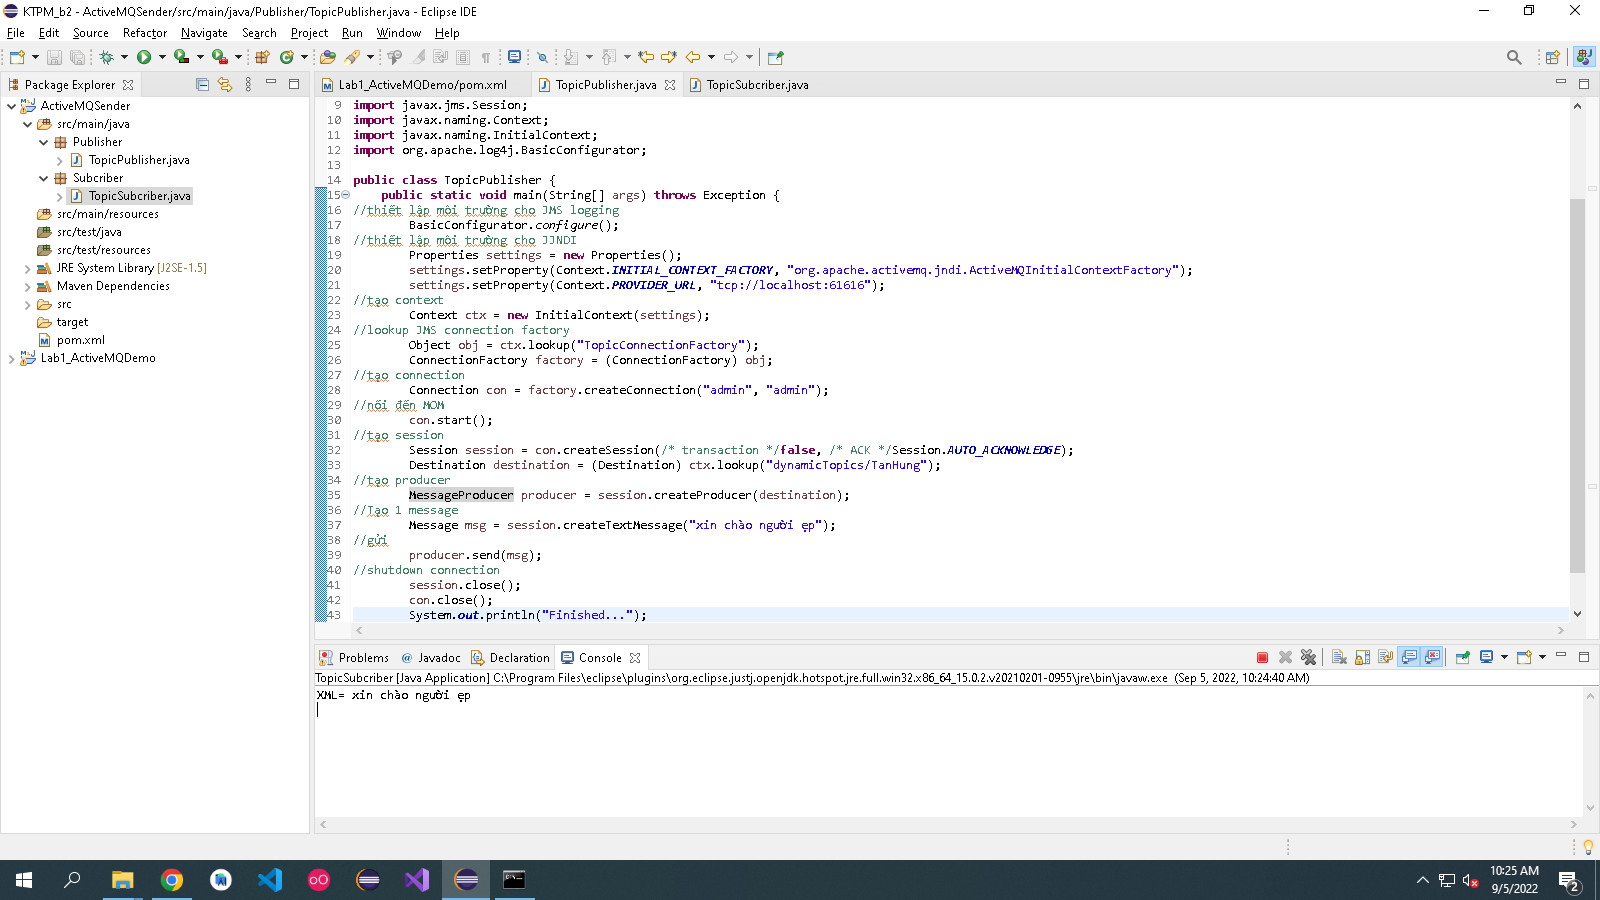 KTPM_b2 - ActiveMQSender/src/main/java/Publisher/TopicPublisher.java - Eclipse IDE
File Edit Source Refactor Navigate Search Project Run Window Help
Package Explorer
Lab1_ActiveMQDemo/pom.xml TopicPublisher.java TopicSubcriber.java
ActiveMQSender
src/main/java
Publisher
TopicPublisher.java
Subcriber
TopicSubcriber.java
src/main/resources
src/test/java
src/test/resources
JRE System Library [J2SE-1.5]
Maven Dependencies
src
target
pom.xml
Lab1_ActiveMQDemo
9 import javax.jms.Session;
10 import javax.naming.Context;
11 import javax.naming.InitialContext;
12 import org.apache.log4j.BasicConfigurator;
13
14 public class TopicPublisher {
15 public static void main(String[] args) throws Exception {
16 //thiết lập môi trường cho JMS logging
17 BasicConfigurator.configure();
18 //thiết lập môi trường cho JJNDI
19 Properties settings = new Properties();
20 settings.setProperty(Context.INITIAL_CONTEXT_FACTORY, "org.apache.activemq.jndi.ActiveMQInitialContextFactory");
21 settings.setProperty(Context.PROVIDER_URL, "tcp://localhost:61616");
22 //tạo context
23 Context ctx = new InitialContext(settings);
24 //lookup JMS connection factory
25 Object obj = ctx.lookup("TopicConnectionFactory");
26 ConnectionFactory factory = (ConnectionFactory) obj;
27 //tạo connection
28 Connection con = factory.createConnection("admin", "admin");
29 //nối đến MOM
30 con.start();
31 //tạo session
32 Session session = con.createSession(/* transaction */false, /* ACK */Session.AUTO_ACKNOWLEDGE);
33 Destination destination = (Destination) ctx.lookup("dynamicTopics/TanHung");
34 //tạo producer
35 MessageProducer producer = session.createProducer(destination);
36 //Tạo 1 message
37 Message msg = session.createTextMessage("xin chào người ẹp");
38 //gửi
39 producer.send(msg);
40 //shutdown connection
41 session.close();
42 con.close();
43 System.out.println("Finished...");
Problems @ Javadoc Declaration Console
TopicSubcriber [Java Application] C:\Program Files\eclipse\plugins\org.eclipse.justj.openjdk.hotspot.jre.full.win32.x86_64_15.0.2.v20210201-0955\jre\bin\javaw.exe (Sep 5, 2022, 10:24:40 AM)
XML= xin chào người ẹp
10:25 AM
9/5/2022
2